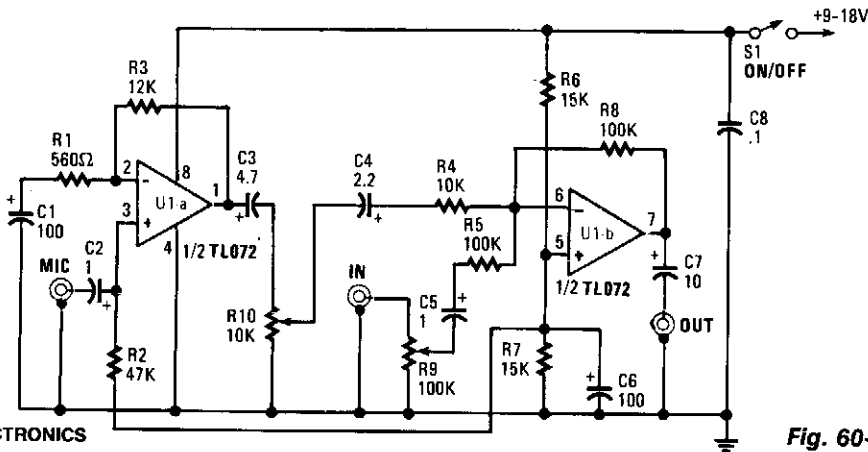 +9-18V
S1
ON/OFF
R3
12K
R6
15K
R8
100K
C8
.1
R1
560Ω
2
-
8
1
U1-a
3
+
4
1/2 TL072
C3
4.7
+
C4
2.2
+
R4
10K
6
-
7
U1-b
5
+
1/2 TL072
R5
100K
+
C1
100
C2
1
+
MIC
IN
C5
1
+
+
C7
10
OUT
R10
10K
R9
100K
R2
47K
R7
15K
+
C6
100
CTRONICS
Fig. 60-